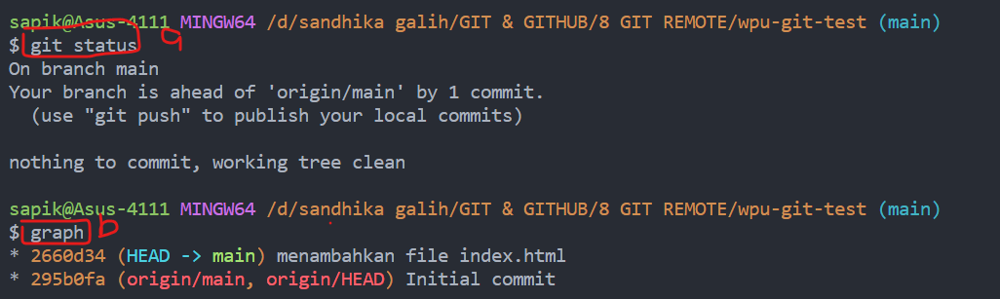 sapik@Asus-4111 MINGW64 /d/sandhika galih/GIT & GITHUB/8 GIT REMOTE/wpu-git-test (main)
a
$ git status
On branch main
Your branch is ahead of 'origin/main' by 1 commit.
  (use "git push" to publish your local commits)

nothing to commit, working tree clean

sapik@Asus-4111 MINGW64 /d/sandhika galih/GIT & GITHUB/8 GIT REMOTE/wpu-git-test (main)
$ graph b
* 2660d34 (HEAD -> main) menambahkan file index.html
* 295b0fa (origin/main, origin/HEAD) Initial commit